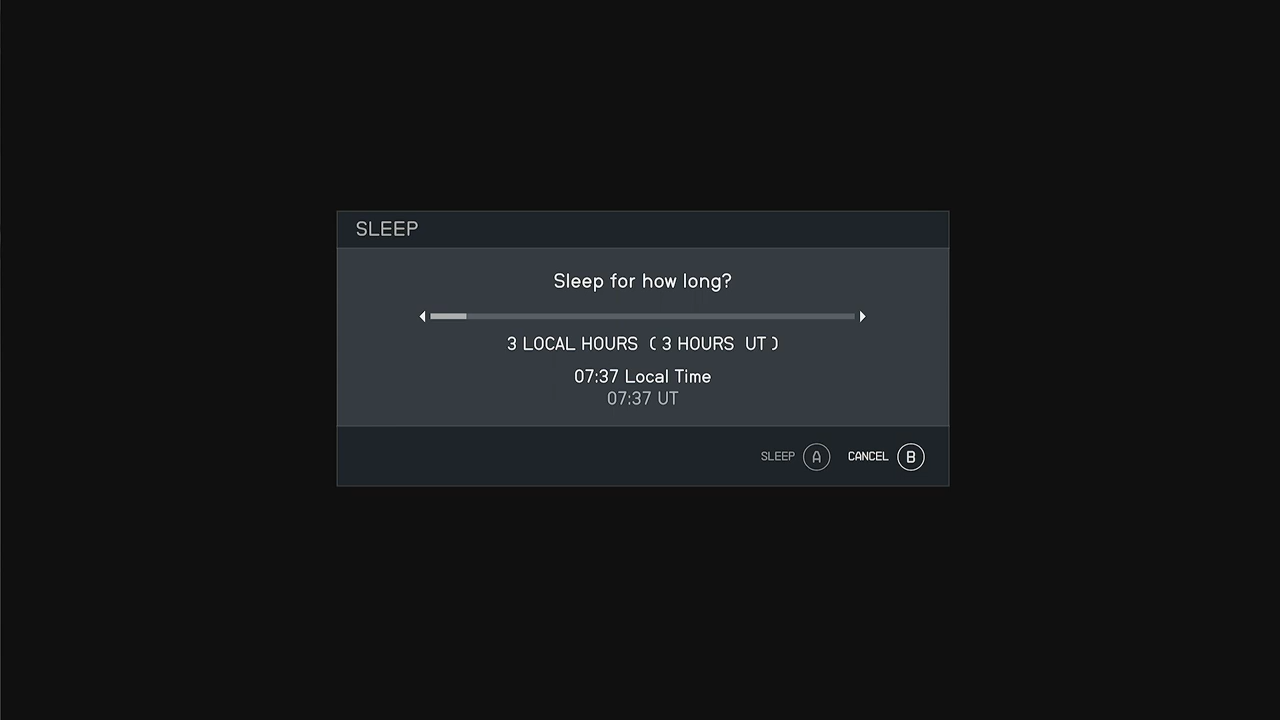 SLEEP
Sleep for how long?
3 LOCAL HOURS ( 3 HOURS UT )
07:37 Local Time
07:37 UT
SLEEP A CANCEL B